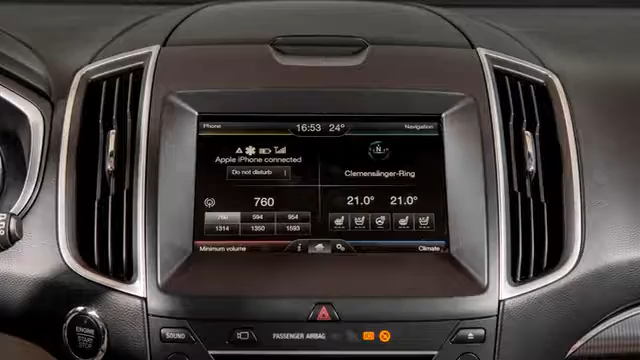 Phone
16:53 24°
Navigation
Apple iPhone connected
Do not disturb
N
Clemensänger-Ring
760
21.0° 21.0°
760 594 954
1314 1350 1593
Minimum volume
Climate
ENGINE
START
STOP
SOUND
PASSENGER AIRBAG